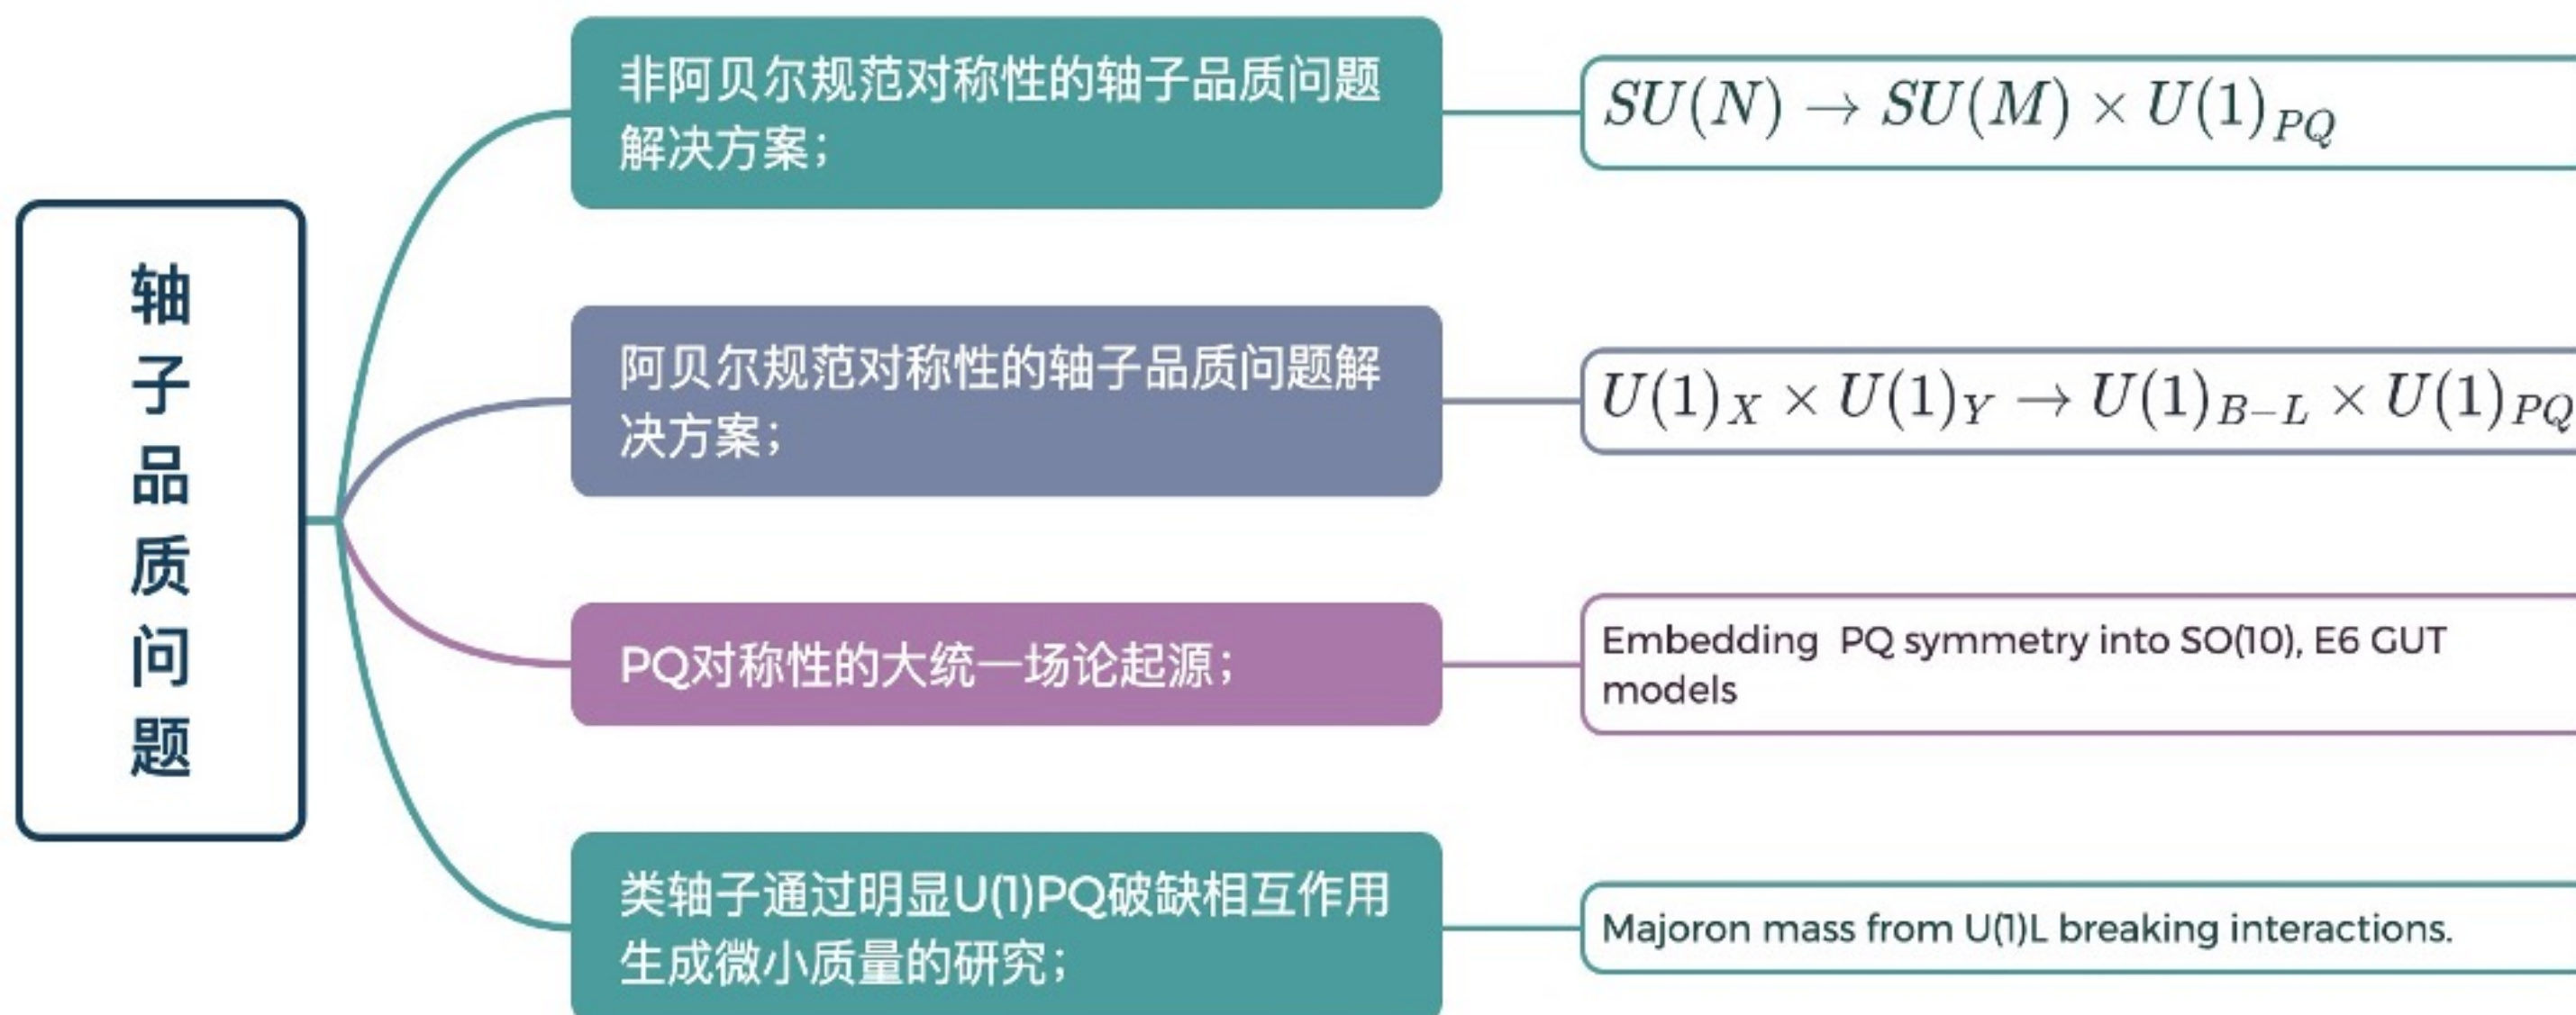 轴子品质问题
非阿贝尔规范对称性的轴子品质问题
解决方案；
SU(N) → SU(M) × U(1)_{PQ}
阿贝尔规范对称性的轴子品质问题解
决方案；
U(1)_X × U(1)_Y → U(1)_{B−L} × U(1)_{PQ}
PQ对称性的大统一场论起源；
Embedding PQ symmetry into SO(10), E6 GUT
models
类轴子通过明显U(1)PQ破缺相互作用
生成微小质量的研究；
Majoron mass from U(1)L breaking interactions.